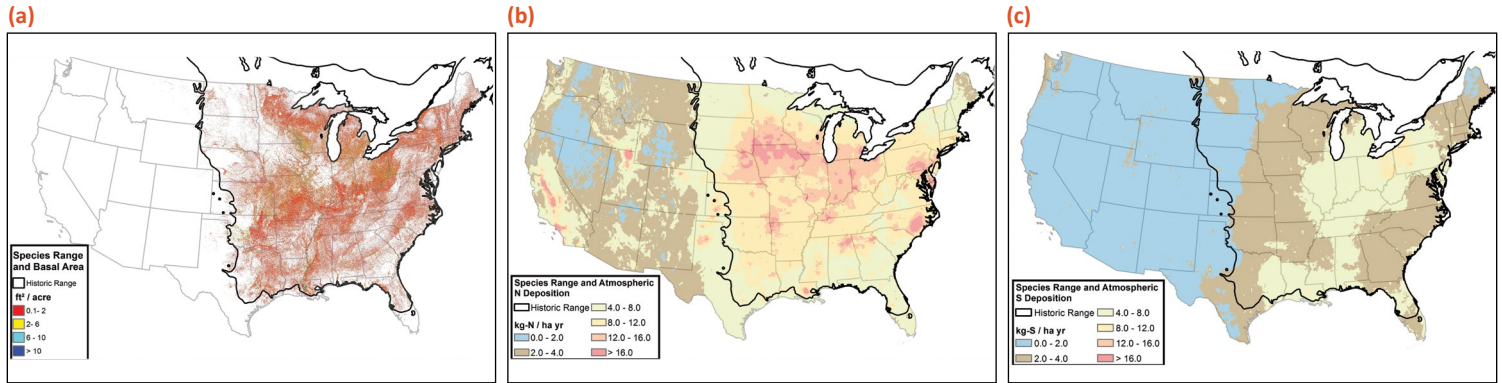 (a)
Species Range
and Basal Area
Historic Range
ft² / acre
0.1- 2
2- 6
6 - 10
> 10
(b)
Species Range and Atmospheric
N Deposition
Historic Range
kg-N / ha yr
0.0 - 2.0
2.0 - 4.0
4.0 - 8.0
8.0 - 12.0
12.0 - 16.0
> 16.0
(c)
Species Range and Atmospheric
S Deposition
Historic Range
kg-S / ha yr
0.0 - 2.0
2.0 - 4.0
4.0 - 8.0
8.0 - 12.0
12.0 - 16.0
> 16.0